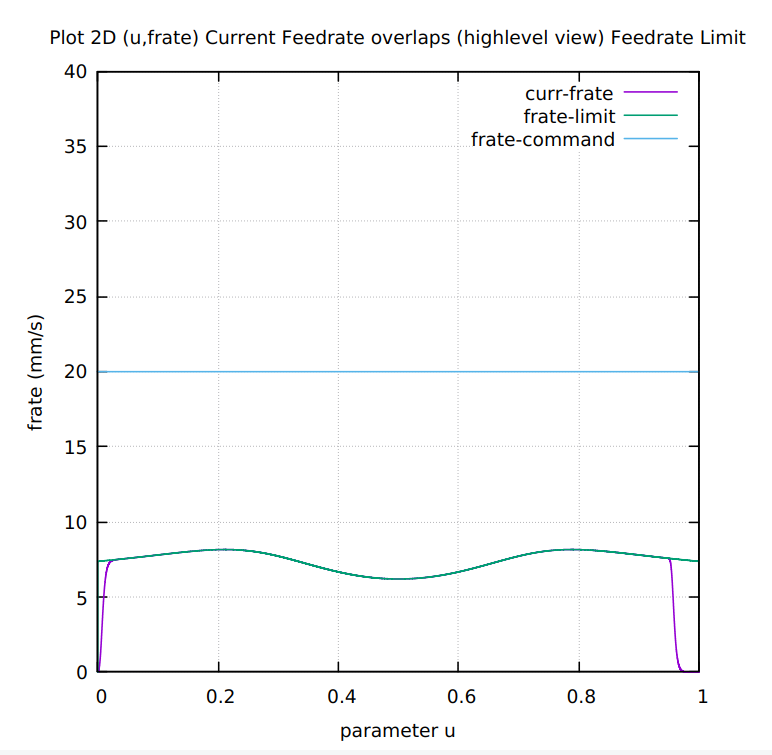 Plot 2D (u,frate) Current Feedrate overlaps (highlevel view) Feedrate Limit
40
curr-frate
frate-limit
frate-command
35
30
25
20
15
10
5
0
frate (mm/s)
0 0.2 0.4 0.6 0.8 1
parameter u